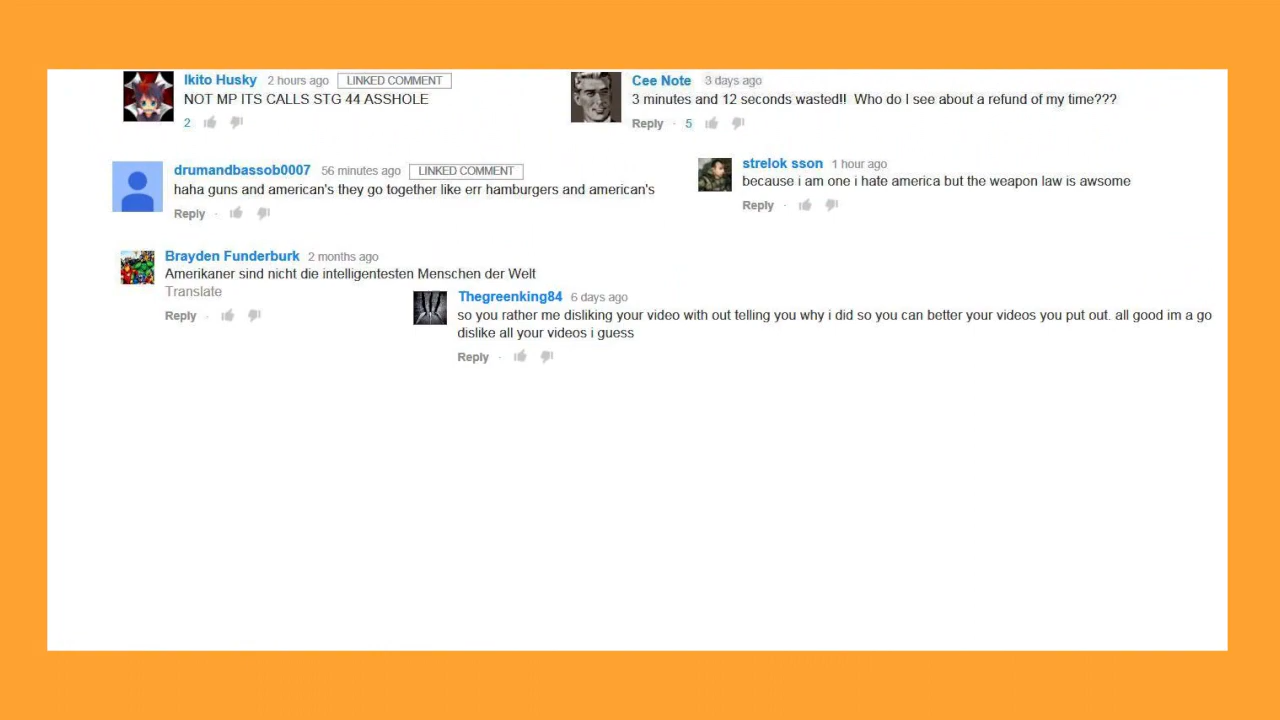 Ikito Husky 2 hours ago LINKED COMMENT
NOT MP ITS CALLS STG 44 ASSHOLE
2
Cee Note 3 days ago
3 minutes and 12 seconds wasted!! Who do I see about a refund of my time???
Reply · 5
drumandbassob0007 56 minutes ago LINKED COMMENT
haha guns and american's they go together like err hamburgers and american's
Reply ·
strelok sson 1 hour ago
because i am one i hate america but the weapon law is awsome
Reply ·
Brayden Funderburk 2 months ago
Amerikaner sind nicht die intelligentesten Menschen der Welt
Translate
Reply ·
Thegreenking84 6 days ago
so you rather me disliking your video with out telling you why i did so you can better your videos you put out. all good im a go
dislike all your videos i guess
Reply ·